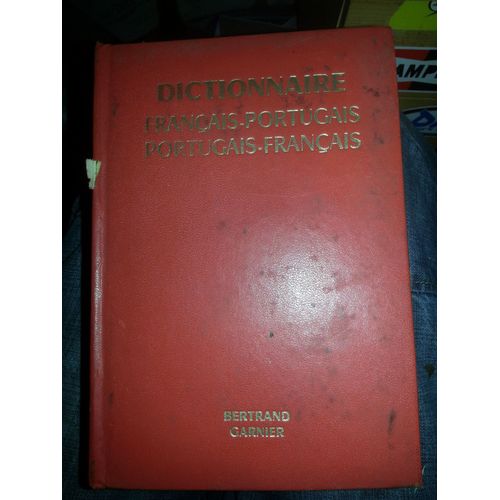 DICTIONNAIRE
FRANÇAIS-PORTUGAIS
PORTUGAIS-FRANÇAIS
BERTRAND
GARNIER